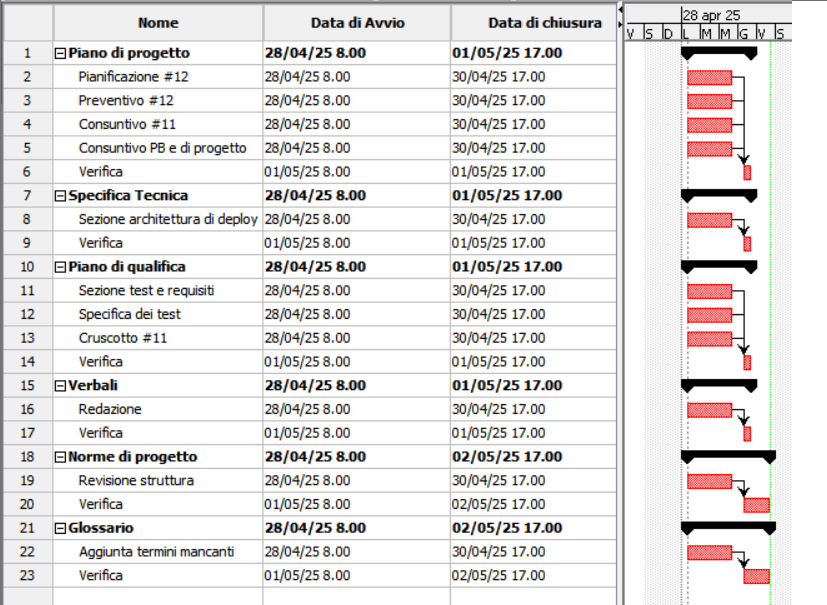 Nome Data di Avvio Data di chiusura 28 apr 25
V S D L M M G V S
1 Piano di progetto 28/04/25 8.00 01/05/25 17.00
2 Pianificazione #12 28/04/25 8.00 30/04/25 17.00
3 Preventivo #12 28/04/25 8.00 30/04/25 17.00
4 Consuntivo #11 28/04/25 8.00 30/04/25 17.00
5 Consuntivo PB e di progetto 28/04/25 8.00 30/04/25 17.00
6 Verifica 01/05/25 8.00 01/05/25 17.00
7 Specifica Tecnica 28/04/25 8.00 01/05/25 17.00
8 Sezione architettura di deploy 28/04/25 8.00 30/04/25 17.00
9 Verifica 01/05/25 8.00 01/05/25 17.00
10 Piano di qualifica 28/04/25 8.00 01/05/25 17.00
11 Sezione test e requisiti 28/04/25 8.00 30/04/25 17.00
12 Specifica dei test 28/04/25 8.00 30/04/25 17.00
13 Cruscotto #11 28/04/25 8.00 30/04/25 17.00
14 Verifica 01/05/25 8.00 01/05/25 17.00
15 Verbali 28/04/25 8.00 01/05/25 17.00
16 Redazione 28/04/25 8.00 30/04/25 17.00
17 Verifica 01/05/25 8.00 01/05/25 17.00
18 Norme di progetto 28/04/25 8.00 02/05/25 17.00
19 Revisione struttura 28/04/25 8.00 30/04/25 17.00
20 Verifica 01/05/25 8.00 02/05/25 17.00
21 Glossario 28/04/25 8.00 02/05/25 17.00
22 Aggiunta termini mancanti 28/04/25 8.00 30/04/25 17.00
23 Verifica 01/05/25 8.00 02/05/25 17.00